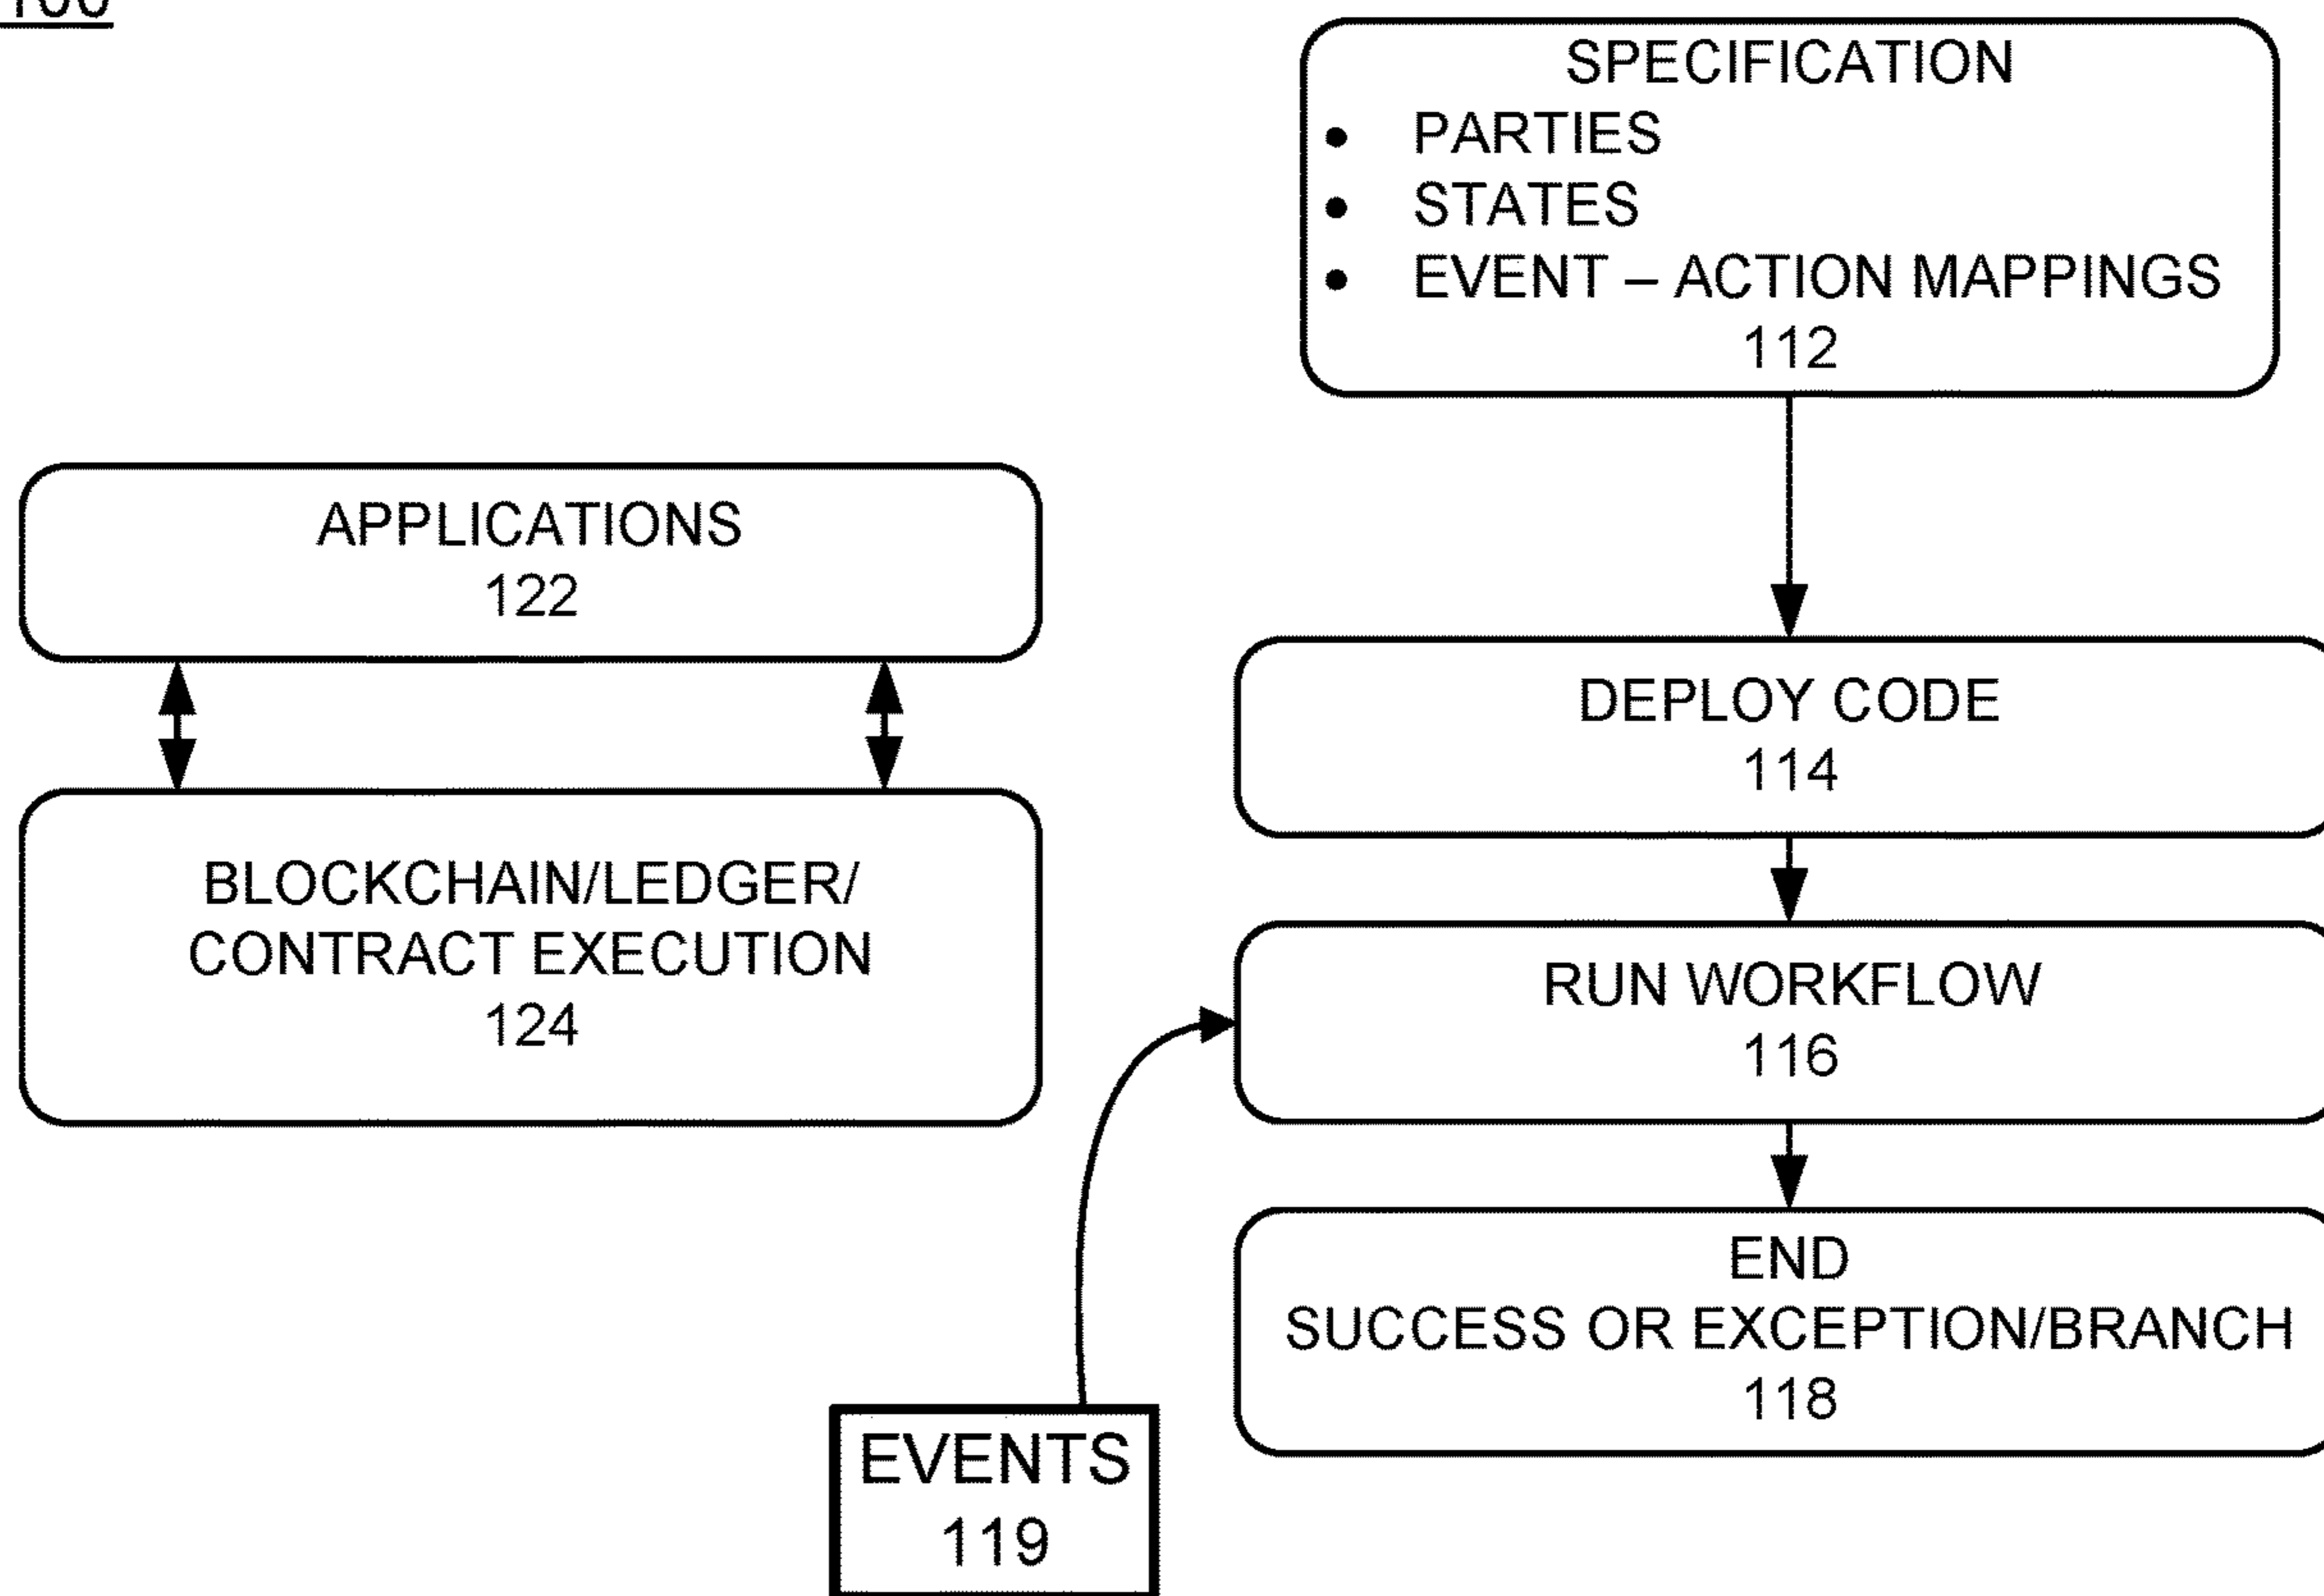 SPECIFICATION
• PARTIES
• STATES
• EVENT – ACTION MAPPINGS
112
APPLICATIONS
122
DEPLOY CODE
114
BLOCKCHAIN/LEDGER/
CONTRACT EXECUTION
124
RUN WORKFLOW
116
END
SUCCESS OR EXCEPTION/BRANCH
118
EVENTS
119